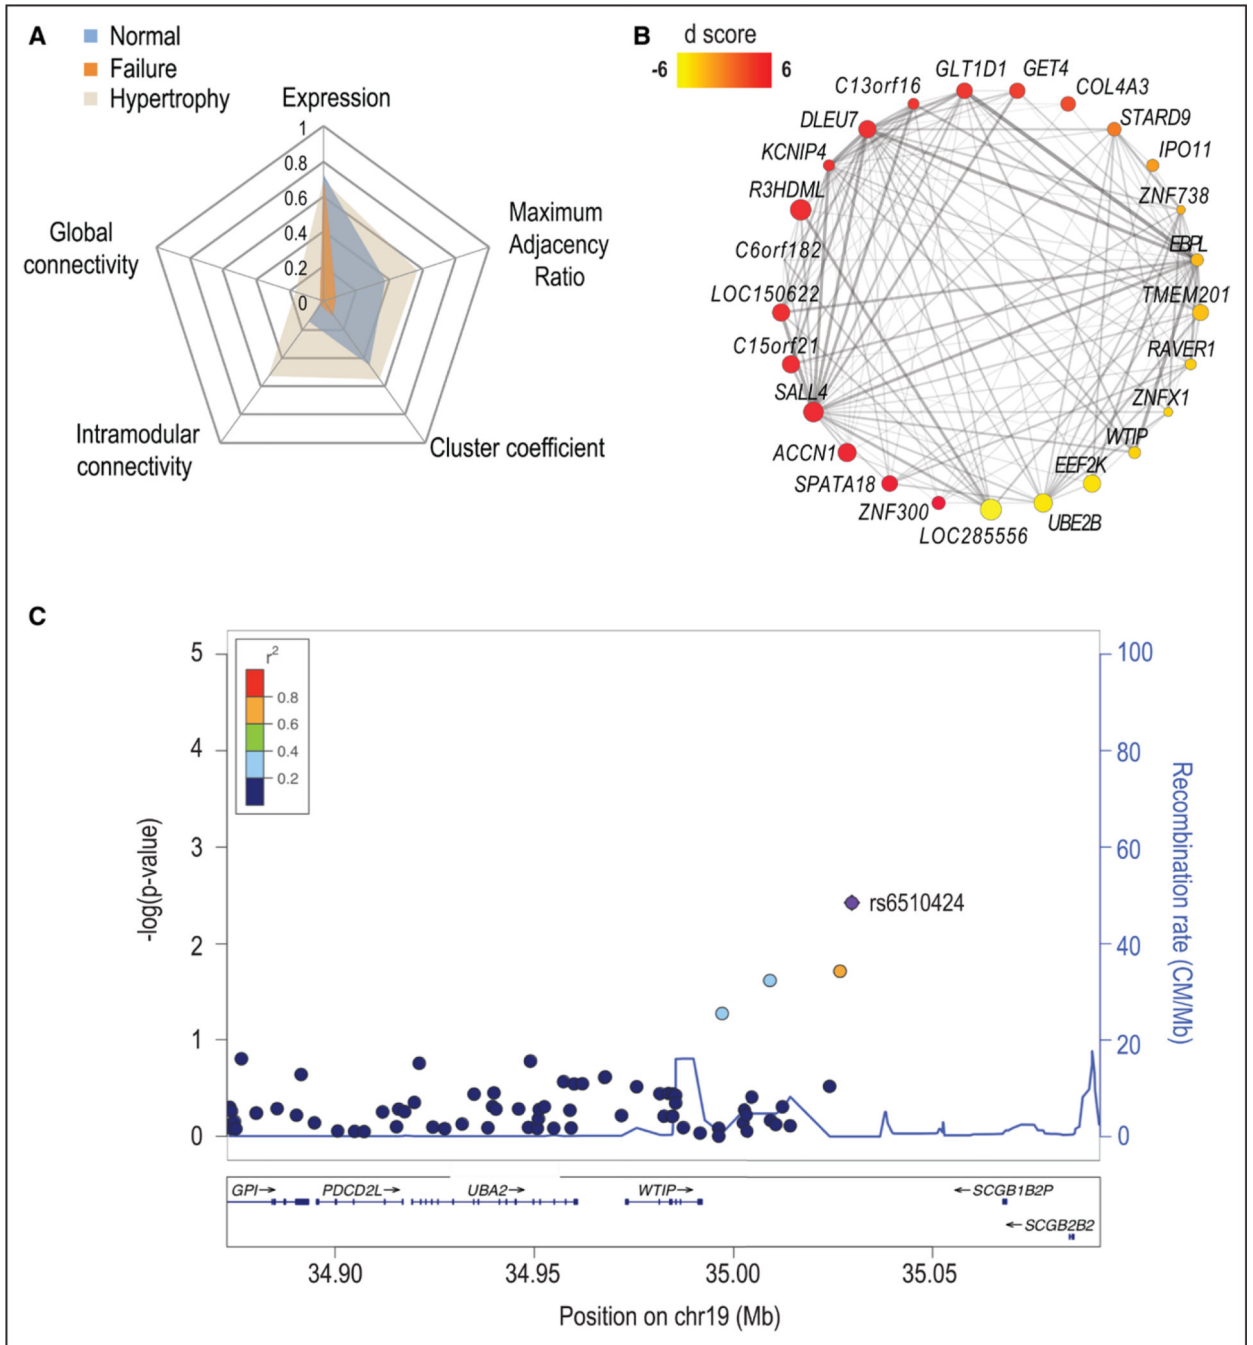 A
Normal
Failure
Hypertrophy
Expression
1
0.8
0.6
0.4
0.2
0
Maximum
Adjacency
Ratio
Global
connectivity
Intramodular
connectivity
Cluster coefficient
B
d score
-6
6
GLT1D1
GET4
C13orf16
COL4A3
DLEU7
STARD9
KCNIP4
IPO11
R3HDML
ZNF738
C6orf182
EBPL
LOC150622
TMEM201
C15orf21
RAVER1
SALL4
ZNFX1
ACCN1
WTIP
SPATA18
EEF2K
ZNF300
UBE2B
LOC285556
C
r2
0.8
0.6
0.4
0.2
5
4
3
2
1
0
-log(p-value)
100
80
60
40
20
0
Recombination rate (CM/Mb)
rs6510424
GPI→
PDCD2L→
UBA2→
WTIP→
←SCGB1B2P
←SCGB2B2
34.90
34.95
35.00
35.05
Position on chr19 (Mb)